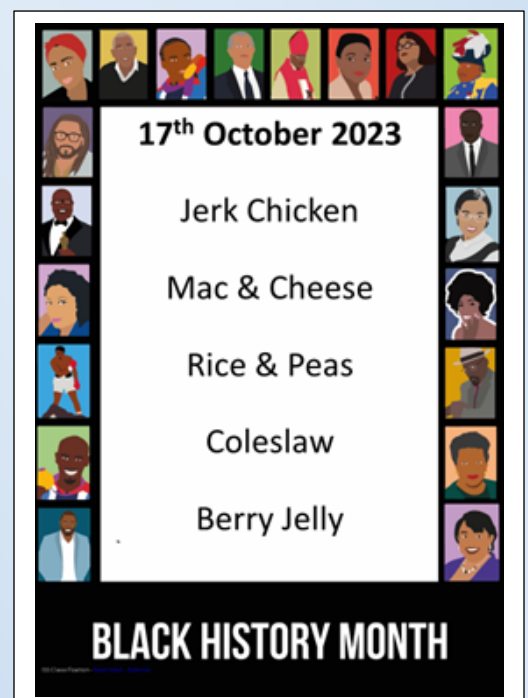 17th October 2023
Jerk Chicken
Mac & Cheese
Rice & Peas
Coleslaw
Berry Jelly
BLACK HISTORY MONTH